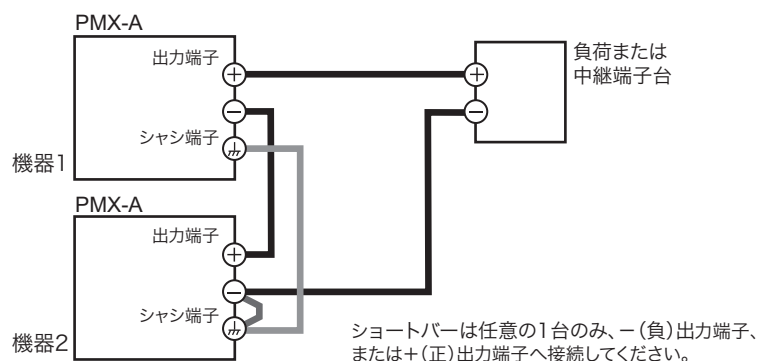 PMX-A
出力端子
+
−
シャシ端子
機器1
負荷または
中継端子台
+
−
PMX-A
出力端子
+
−
シャシ端子
機器2
ショートバーは任意の1台のみ、−(負)出力端子、
または+(正)出力端子へ接続してください。